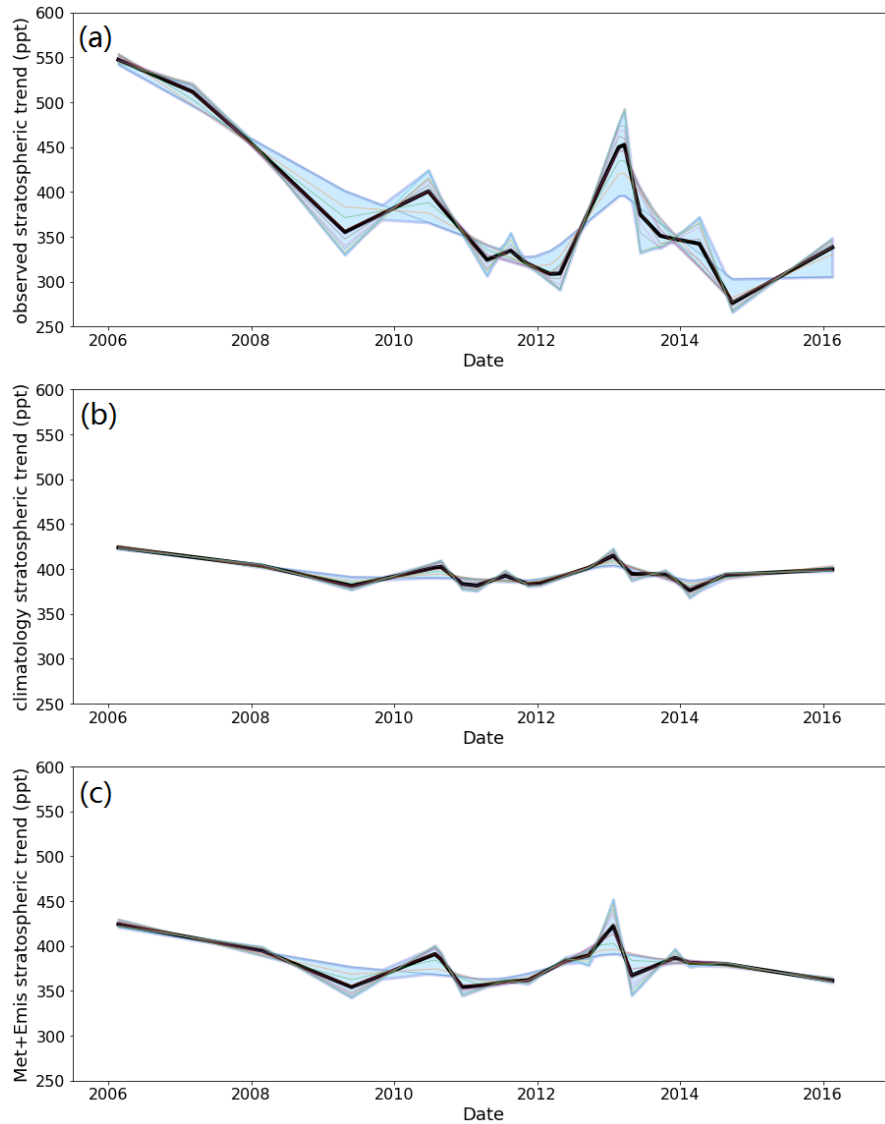 (a)
observed stratospheric trend (ppt)
600
550
500
450
400
350
300
250
2006 2008 2010 2012 2014 2016
Date
(b)
climatology stratospheric trend (ppt)
600
550
500
450
400
350
300
250
2006 2008 2010 2012 2014 2016
Date
(c)
Met+Emis stratospheric trend (ppt)
600
550
500
450
400
350
300
250
2006 2008 2010 2012 2014 2016
Date